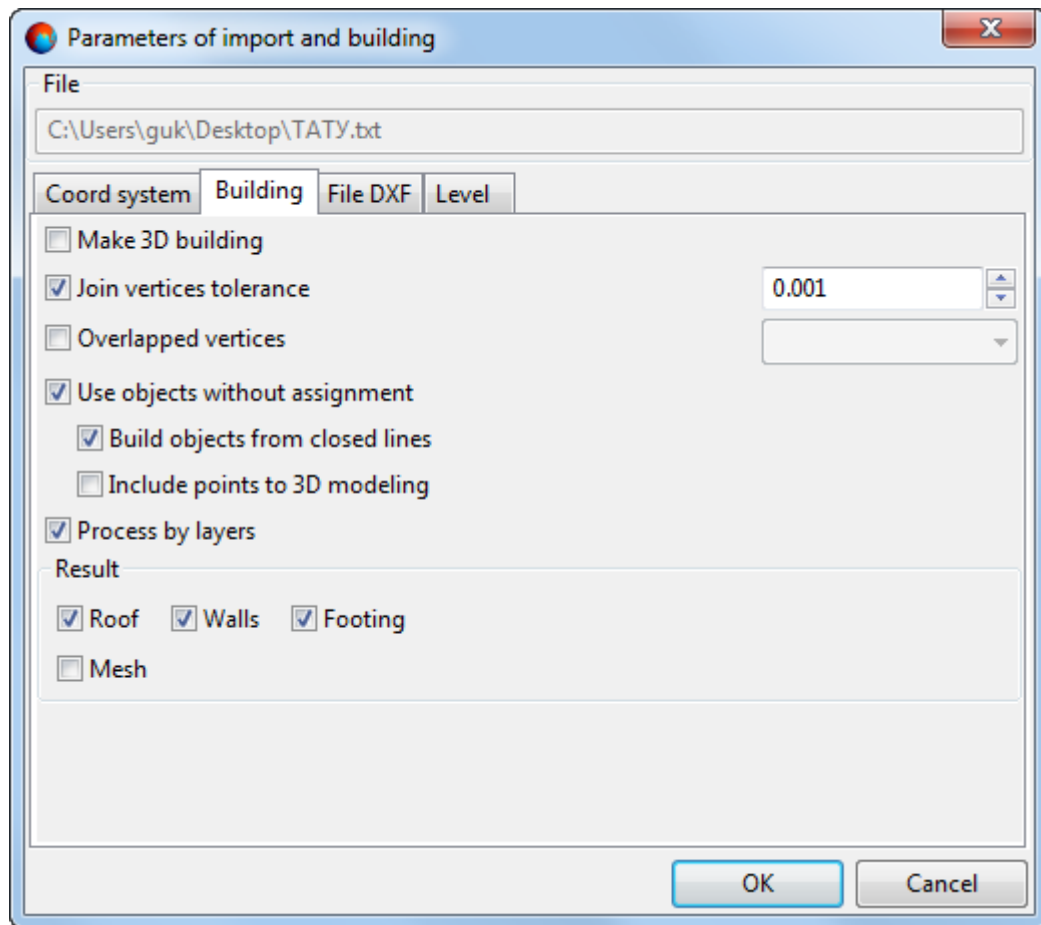 Parameters of import and building
File
C:\Users\guk\Desktop\ТАТУ.txt
Coord system Building File DXF Level
Make 3D building
Join vertices tolerance 0.001
Overlapped vertices
Use objects without assignment
Build objects from closed lines
Include points to 3D modeling
Process by layers
Result
Roof Walls Footing
Mesh
OK Cancel